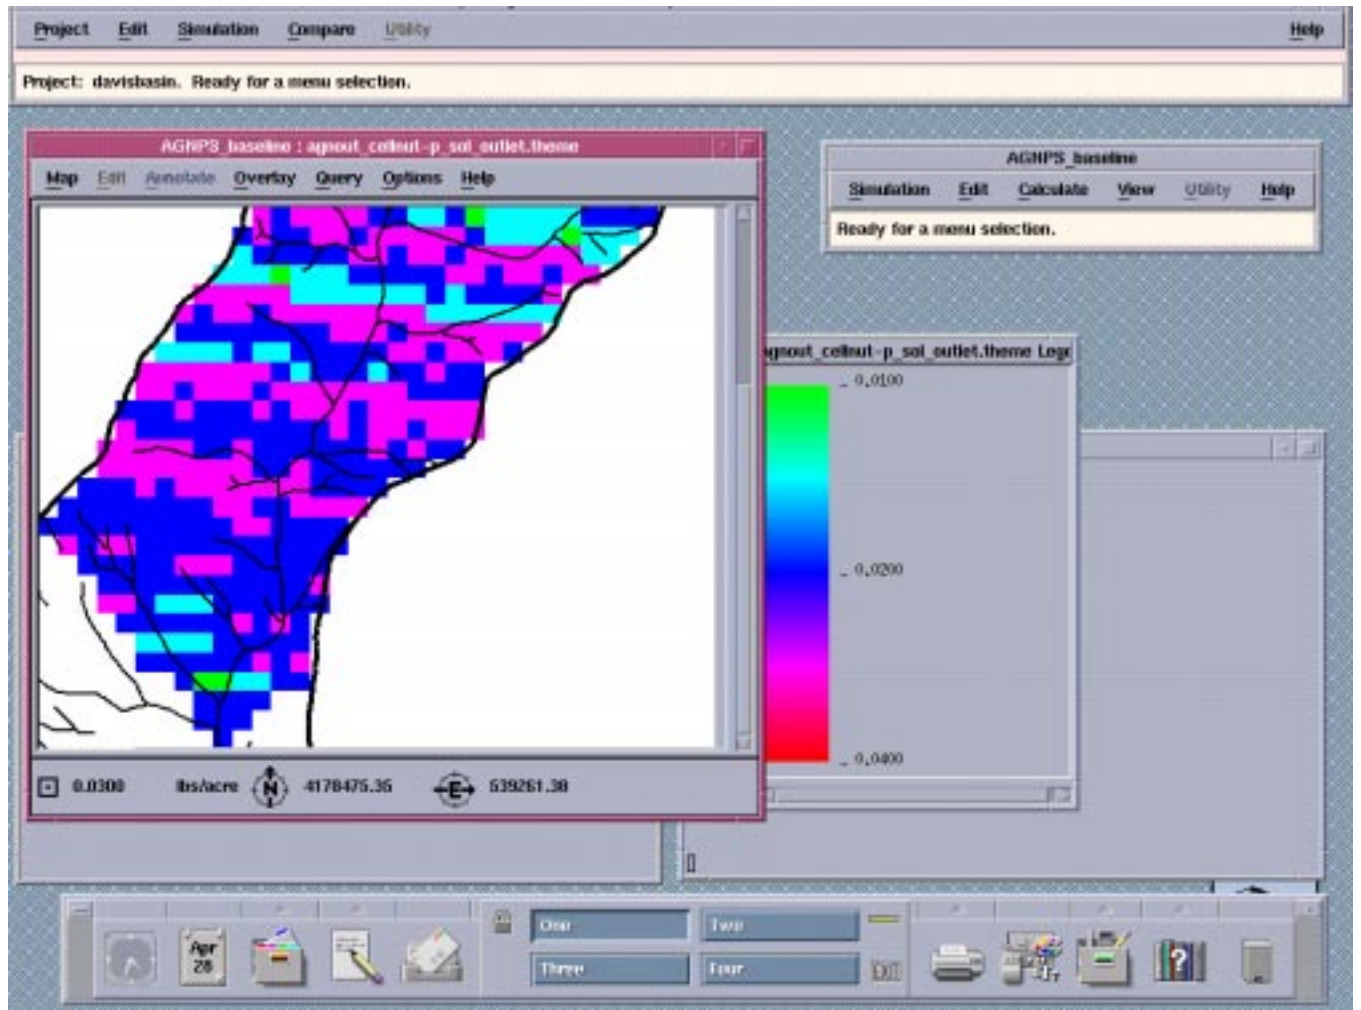 Project Edit Simulation Compare Utility Help
Project: davisbasin. Ready for a menu selection.
AGNPS_baseline : agnout_cellnut-p_sol_outlet.theme
Map Edit Annotate Overlay Query Options Help
AGNPS_baseline
Simulation Edit Calculate View Utility Help
Ready for a menu selection.
gnout_cellnut-p_sol_outlet.theme Lege
0.0100
0.0200
0.0400
0.0300 lbs/acre N 4178475.35 E 539261.38
Apr
28
One Two
Three Four
EXIT
?